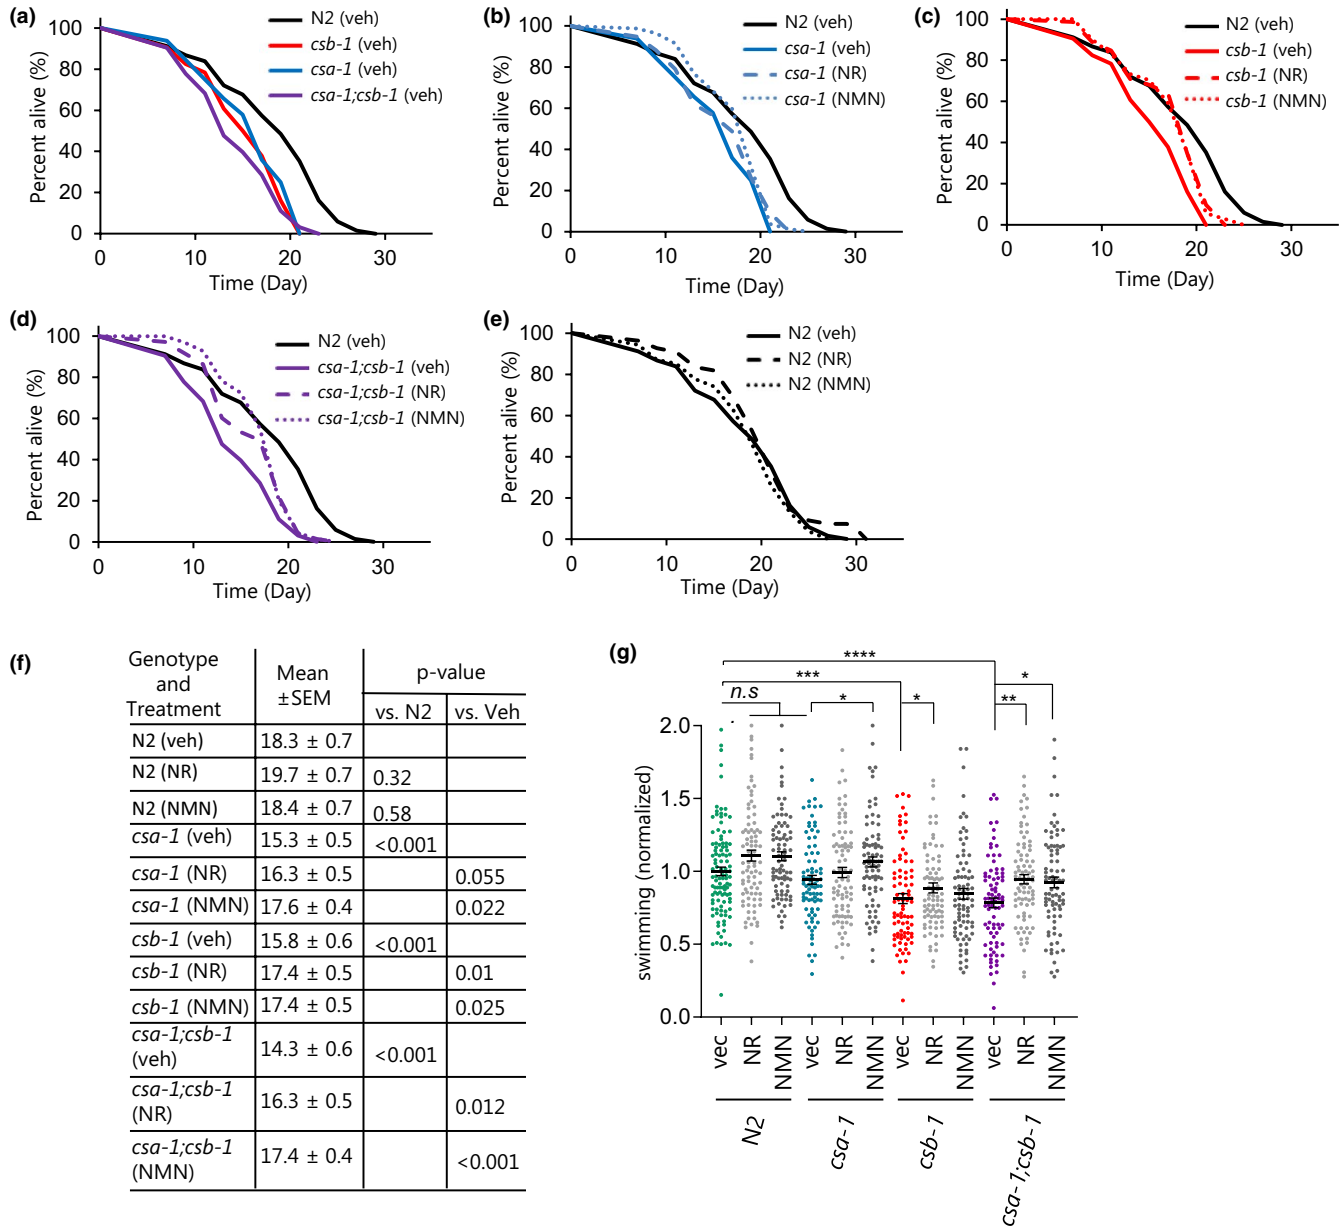 (a)
N2 (veh)
csb-1 (veh)
csa-1 (veh)
csa-1;csb-1 (veh)
Percent alive (%)
100
80
60
40
20
0
0 10 20 30
Time (Day)
(b)
N2 (veh)
csa-1 (veh)
csa-1 (NR)
csa-1 (NMN)
Percent alive (%)
100
80
60
40
20
0
0 10 20 30
Time (Day)
(c)
N2 (veh)
csb-1 (veh)
csb-1 (NR)
csb-1 (NMN)
Percent alive (%)
100
80
60
40
20
0
0 10 20 30
Time (Day)
(d)
N2 (veh)
csa-1;csb-1 (veh)
csa-1;csb-1 (NR)
csa-1;csb-1 (NMN)
Percent alive (%)
100
80
60
40
20
0
0 10 20 30
Time (Day)
(e)
N2 (veh)
N2 (NR)
N2 (NMN)
Percent alive (%)
100
80
60
40
20
0
0 10 20 30
Time (Day)
(f)
Genotype and Treatment Mean ±SEM p-value
vs. N2 vs. Veh
N2 (veh) 18.3 ± 0.7
N2 (NR) 19.7 ± 0.7 0.32
N2 (NMN) 18.4 ± 0.7 0.58
csa-1 (veh) 15.3 ± 0.5 <0.001
csa-1 (NR) 16.3 ± 0.5 0.055
csa-1 (NMN) 17.6 ± 0.4 0.022
csb-1 (veh) 15.8 ± 0.6 <0.001
csb-1 (NR) 17.4 ± 0.5 0.01
csb-1 (NMN) 17.4 ± 0.5 0.025
csa-1;csb-1 (veh) 14.3 ± 0.6 <0.001
csa-1;csb-1 (NR) 16.3 ± 0.5 0.012
csa-1;csb-1 (NMN) 17.4 ± 0.4 <0.001
(g)
****
*** *
n.s * * **
swimming (normalized)
2.0
1.5
1.0
0.5
0.0
vec NR NMN vec NR NMN vec NR NMN vec NR NMN
N2 csa-1 csb-1 csa-1;csb-1